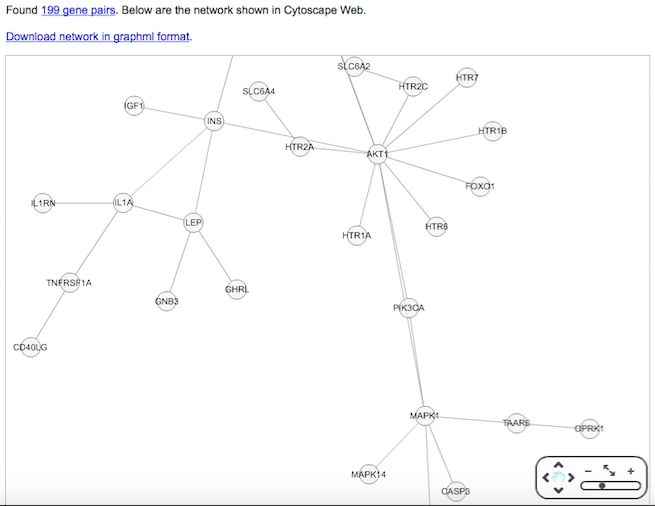 Found 199 gene pairs. Below are the network shown in Cytoscape Web.
Download network in graphml format.
SLC6A2
HTR2C
HTR7
SLC6A4
IGF1
INS
HTR1B
HTR2A
AKT1
FOXO1
IL1RN
IL1A
LEP
HTR6
HTR1A
TNFRSF1A
GHRL
GNB3
PIK3CA
CD40LG
MAPK1
TAAR6
OPRK1
MAPK14
CASP3